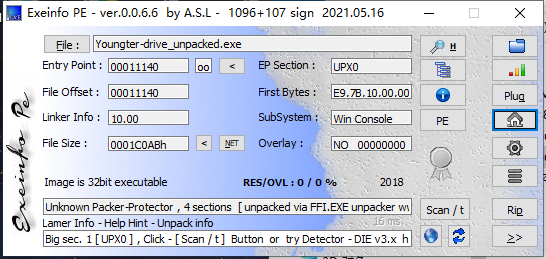 Exeinfo PE - ver.0.0.6.6 by A.S.L - 1096+107 sign 2021.05.16
Exeinfo Pe
File : Youngter-drive_unpacked.exe H
Entry Point : 00011140 oo < EP Section : UPX0
File Offset : 00011140 First Bytes : E9.7B.10.00.00 Plug
Linker Info : 10.00 SubSystem : Win Console PE
File Size : 0001C0ABh < NET Overlay : NO 00000000
Image is 32bit executable RES/OVL : 0 / 0 % 2018
Unknown Packer-Protector , 4 sections [ unpacked via FFI.EXE unpacker Scan / t Rip
Lamer Info - Help Hint - Unpack info 16 ms.
Big sec. 1 [ UPX0 ] , Click - [ Scan / t ] Button or try Detector - DIE v3.x h >>